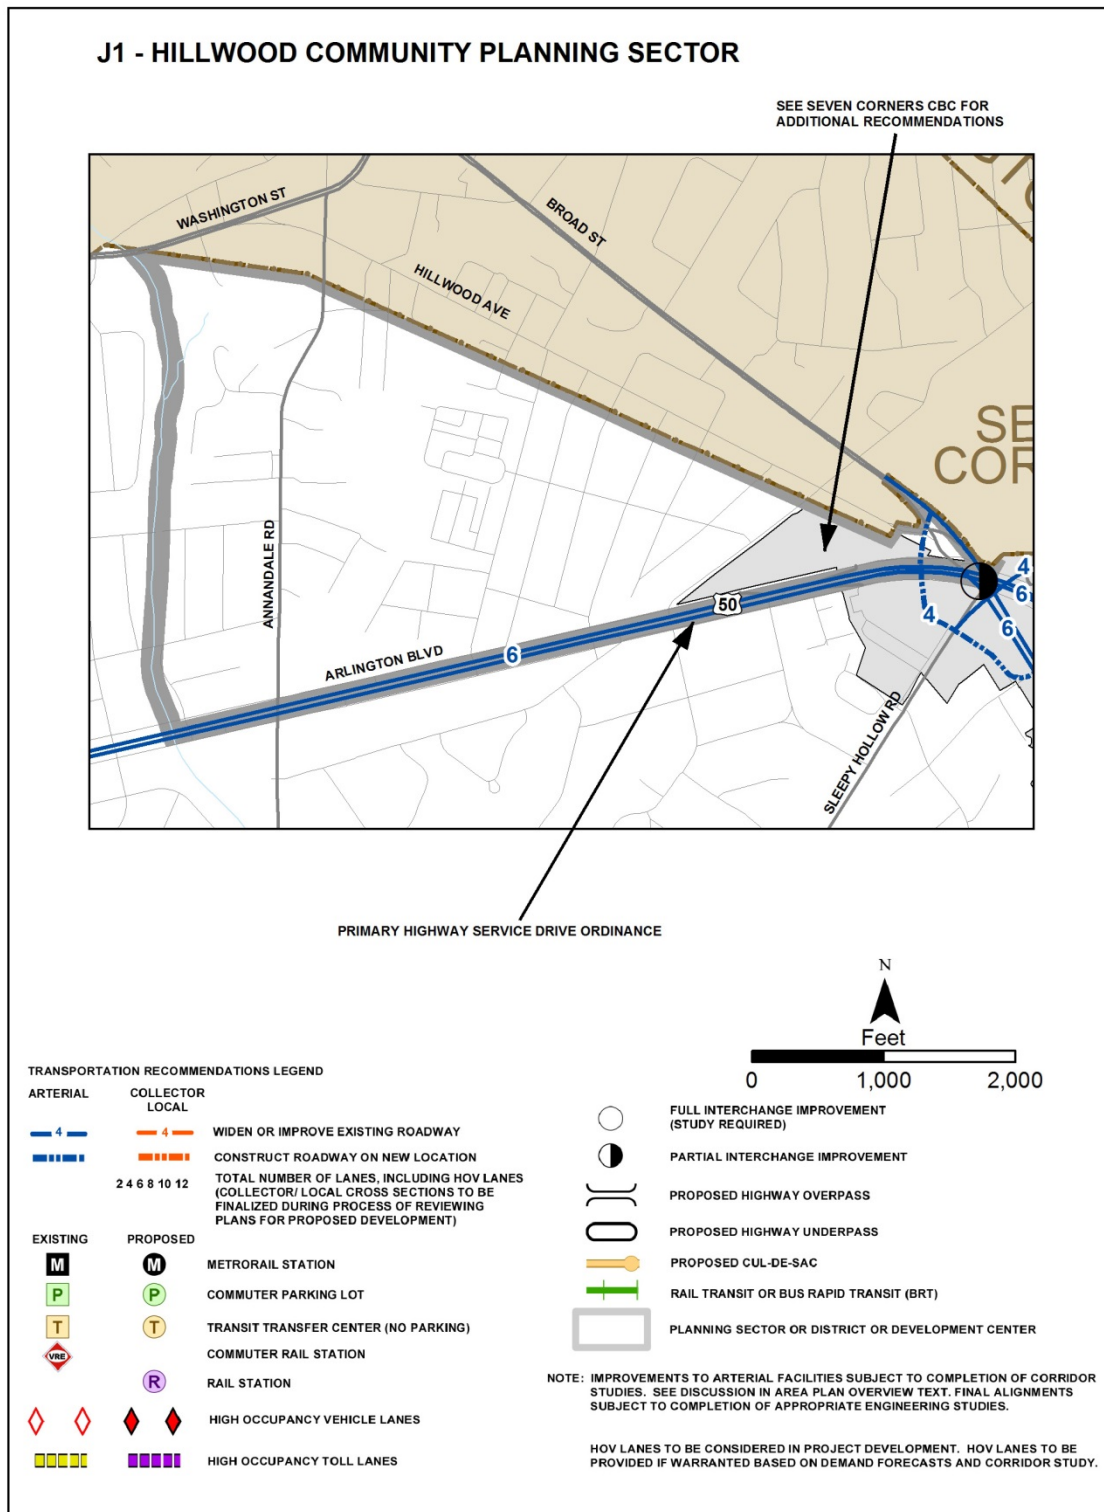 J1 - HILLWOOD COMMUNITY PLANNING SECTOR
SEE SEVEN CORNERS CBC FOR
ADDITIONAL RECOMMENDATIONS
WASHINGTON ST
BROAD ST
HILLWOOD AVE
SE
COR
ANNANDALE RD
50
4
6
4
6
6
ARLINGTON BLVD
SLEEPY HOLLOW RD
PRIMARY HIGHWAY SERVICE DRIVE ORDINANCE
N
Feet
0 1,000 2,000
TRANSPORTATION RECOMMENDATIONS LEGEND
ARTERIAL COLLECTOR
LOCAL
4 4 WIDEN OR IMPROVE EXISTING ROADWAY
CONSTRUCT ROADWAY ON NEW LOCATION
2 4 6 8 10 12 TOTAL NUMBER OF LANES, INCLUDING HOV LANES
(COLLECTOR/ LOCAL CROSS SECTIONS TO BE
FINALIZED DURING PROCESS OF REVIEWING
PLANS FOR PROPOSED DEVELOPMENT)
EXISTING PROPOSED
M M METRORAIL STATION
P P COMMUTER PARKING LOT
T T TRANSIT TRANSFER CENTER (NO PARKING)
VRE COMMUTER RAIL STATION
R RAIL STATION
HIGH OCCUPANCY VEHICLE LANES
HIGH OCCUPANCY TOLL LANES
FULL INTERCHANGE IMPROVEMENT
(STUDY REQUIRED)
PARTIAL INTERCHANGE IMPROVEMENT
PROPOSED HIGHWAY OVERPASS
PROPOSED HIGHWAY UNDERPASS
PROPOSED CUL-DE-SAC
RAIL TRANSIT OR BUS RAPID TRANSIT (BRT)
PLANNING SECTOR OR DISTRICT OR DEVELOPMENT CENTER
NOTE: IMPROVEMENTS TO ARTERIAL FACILITIES SUBJECT TO COMPLETION OF CORRIDOR
STUDIES. SEE DISCUSSION IN AREA PLAN OVERVIEW TEXT. FINAL ALIGNMENTS
SUBJECT TO COMPLETION OF APPROPRIATE ENGINEERING STUDIES.
HOV LANES TO BE CONSIDERED IN PROJECT DEVELOPMENT. HOV LANES TO BE
PROVIDED IF WARRANTED BASED ON DEMAND FORECASTS AND CORRIDOR STUDY.